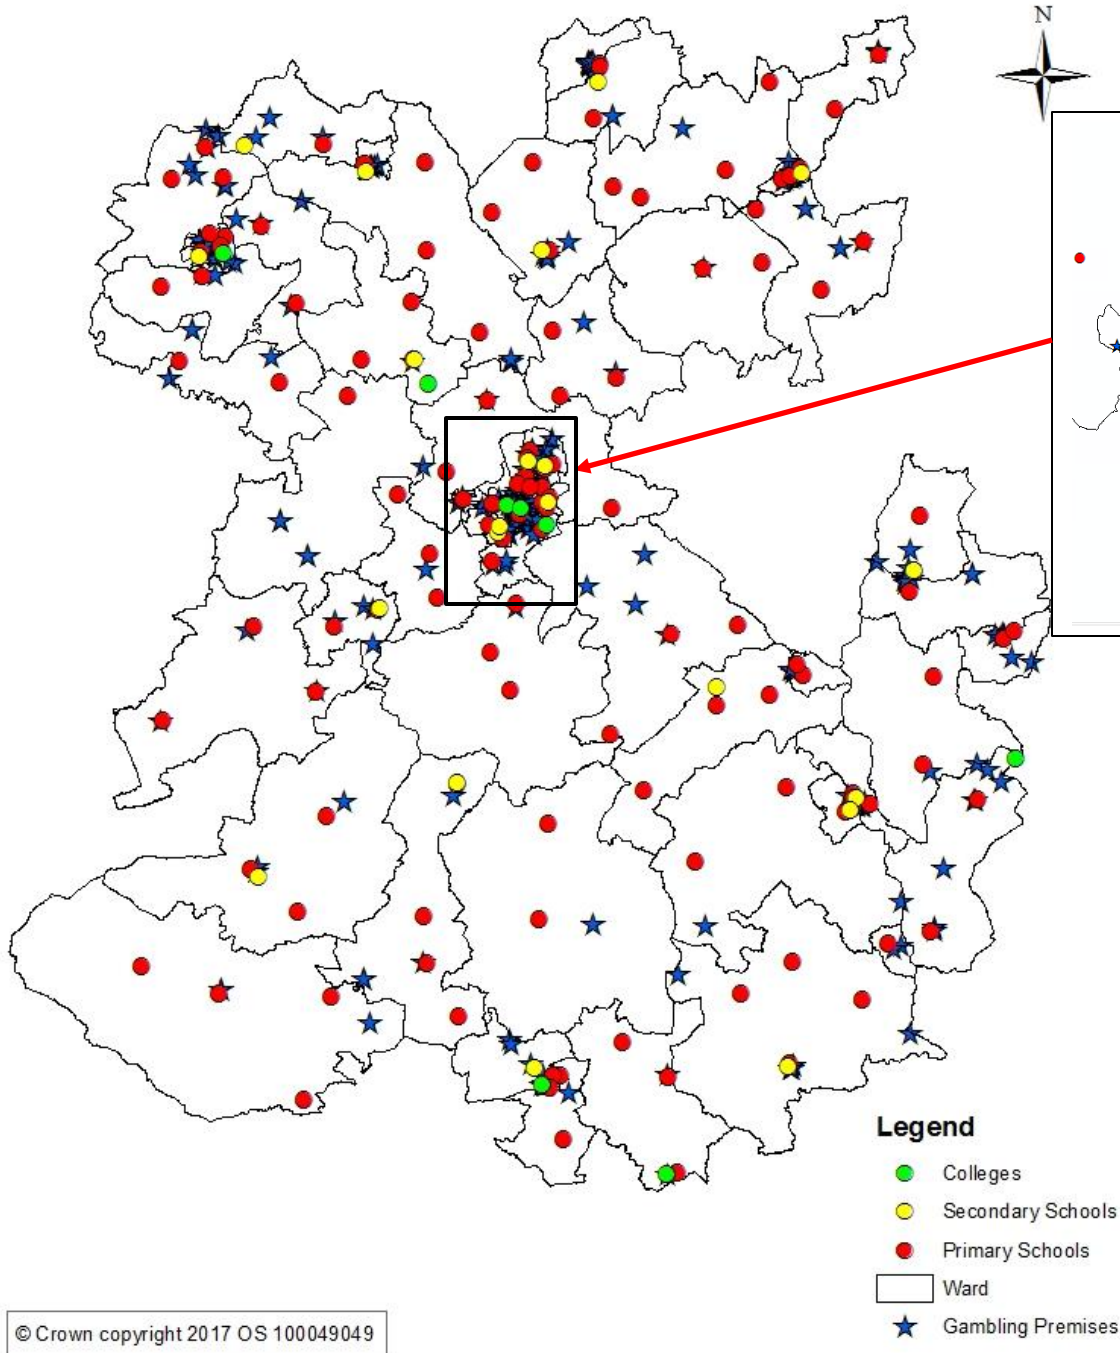 N
Legend
Colleges
Secondary Schools
Primary Schools
Ward
Gambling Premises
© Crown copyright 2017 OS 100049049